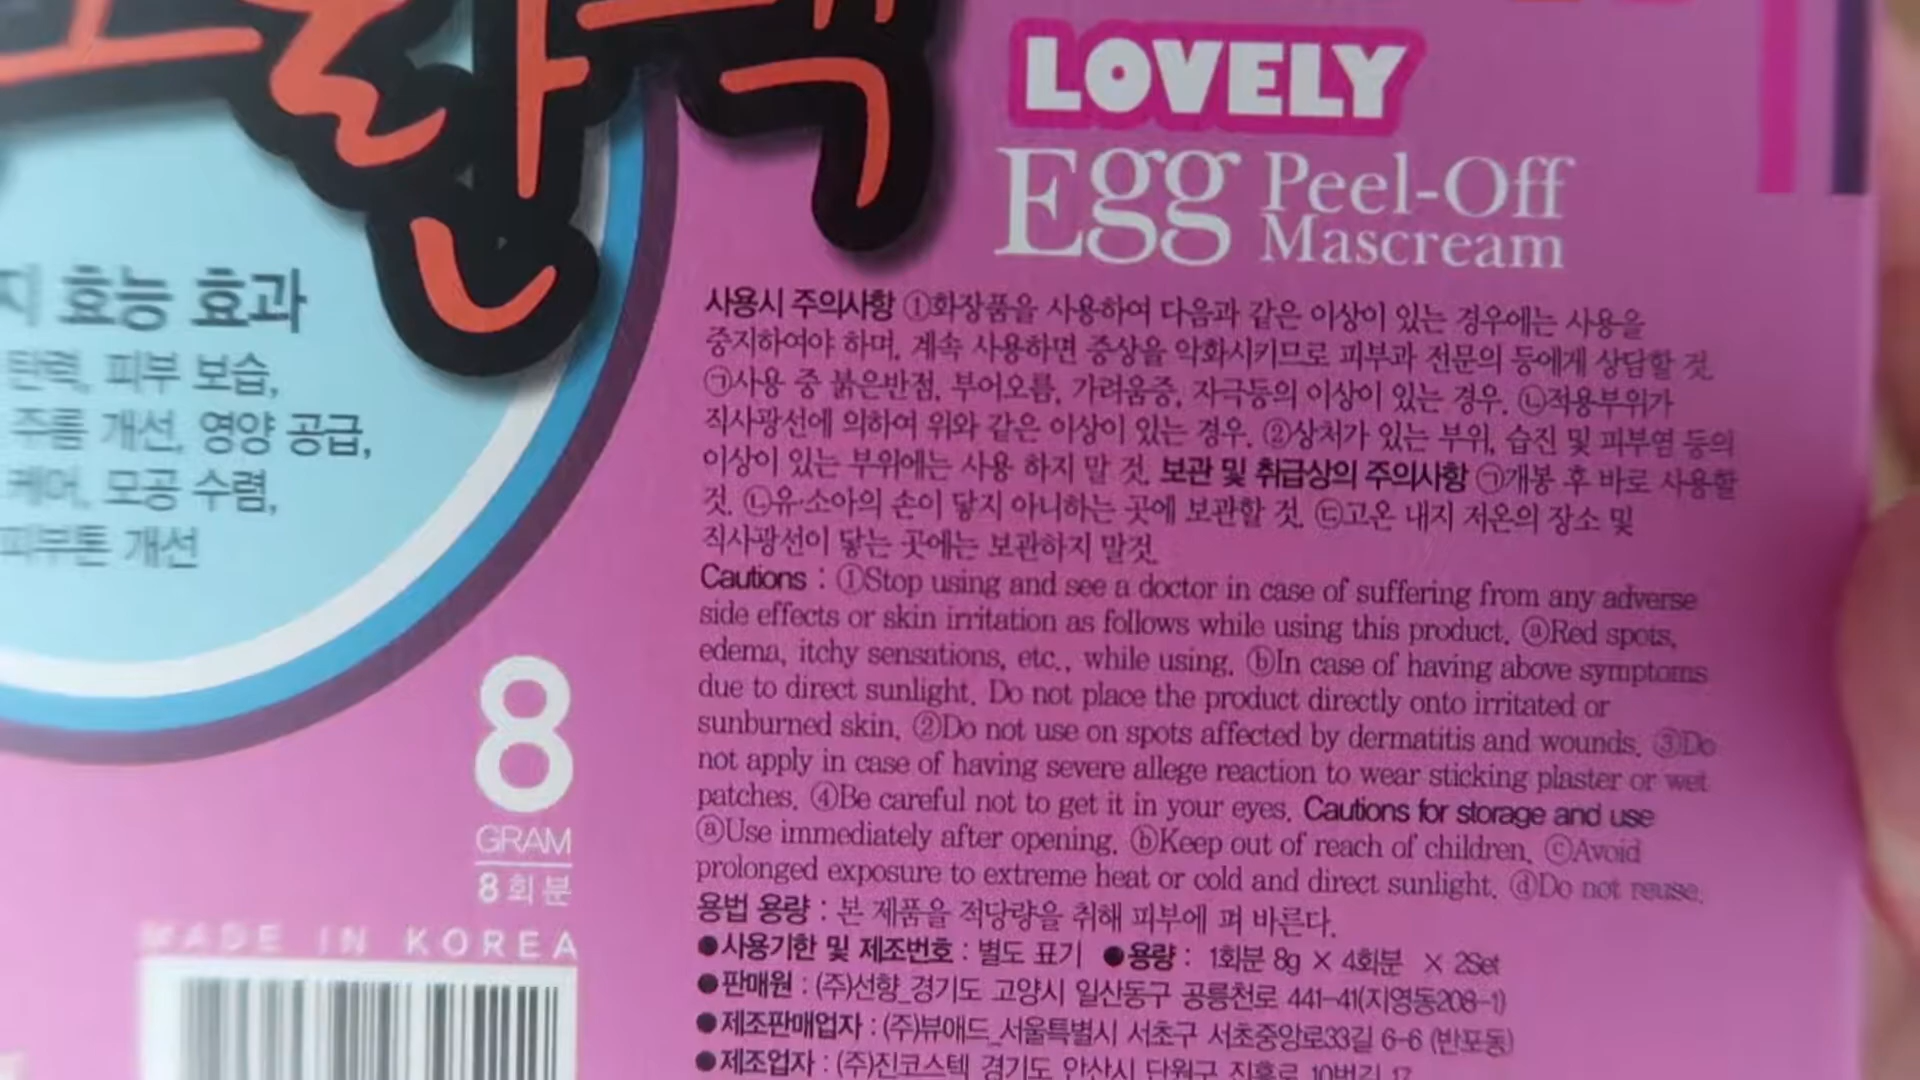 LOVELY
Egg Peel-Off
Mascream
효능 효과
탄력, 피부 보습,
주름 개선, 영양 공급,
케어, 모공 수렴,
피부톤 개선
사용시 주의사항 ①화장품을 사용하여 다음과 같은 이상이 있는 경우에는 사용을
중지하여야 하며, 계속 사용하면 증상을 악화시키므로 피부과 전문의 등에게 상담할 것.
㉠사용 중 붉은반점, 부어오름, 가려움증, 자극등의 이상이 있는 경우. ㉡적용부위가
직사광선에 의하여 위와 같은 이상이 있는 경우. ②상처가 있는 부위, 습진 및 피부염 등의
이상이 있는 부위에는 사용 하지 말 것. 보관 및 취급상의 주의사항 ㉠개봉 후 바로 사용할
것. ㉡유·소아의 손이 닿지 아니하는 곳에 보관할 것. ㉢고온 내지 저온의 장소 및
직사광선이 닿는 곳에는 보관하지 말것.
Cautions : ①Stop using and see a doctor in case of suffering from any adverse
side effects or skin irritation as follows while using this product. ⓐRed spots,
edema, itchy sensations, etc., while using. ⓑIn case of having above symptoms
due to direct sunlight. Do not place the product directly onto irritated or
sunburned skin. ②Do not use on spots affected by dermatitis and wounds. ③Do
not apply in case of having severe allege reaction to wear sticking plaster or wet
patches. ④Be careful not to get it in your eyes. Cautions for storage and use
ⓐUse immediately after opening. ⓑKeep out of reach of children. ⓒAvoid
prolonged exposure to extreme heat or cold and direct sunlight. ⓓDo not reuse.
용법 용량 : 본 제품을 적당량을 취해 피부에 펴 바른다.
●사용기한 및 제조번호 : 별도 표기 ●용량 : 1회분 8g × 4회분 × 2Set
●판매원 : (주)선향_경기도 고양시 일산동구 공릉천로 441-41(지영동208-1)
●제조판매업자 : (주)뷰애드_서울특별시 서초구 서초중앙로33길 6-6 (반포동)
●제조업자 : (주)진코스텍 경기도 안산시 단원구 진흥로 10번길 17
8
GRAM
8회분
MADE IN KOREA